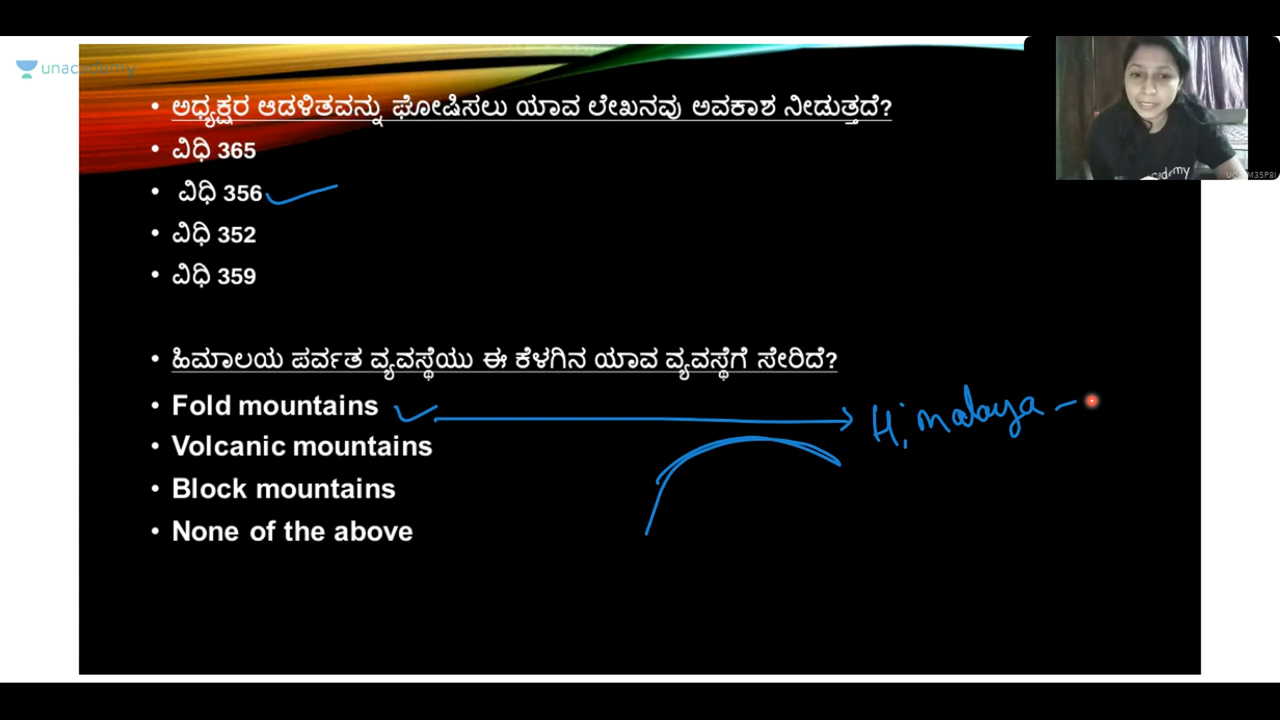 unacademy
• ಅಧ್ಯಕ್ಷರ ಆಡಳಿತವನ್ನು ಘೋಷಿಸಲು ಯಾವ ಲೇಖನವು ಅವಕಾಶ ನೀಡುತ್ತದೆ?
• ವಿಧಿ 365
• ವಿಧಿ 356
• ವಿಧಿ 352
• ವಿಧಿ 359
• ಹಿಮಾಲಯ ಪರ್ವತ ವ್ಯವಸ್ಥೆಯು ಈ ಕೆಳಗಿನ ಯಾವ ವ್ಯವಸ್ಥೆಗೆ ಸೇರಿದೆ?
• Fold mountains
Himalaya -
• Volcanic mountains
• Block mountains
• None of the above